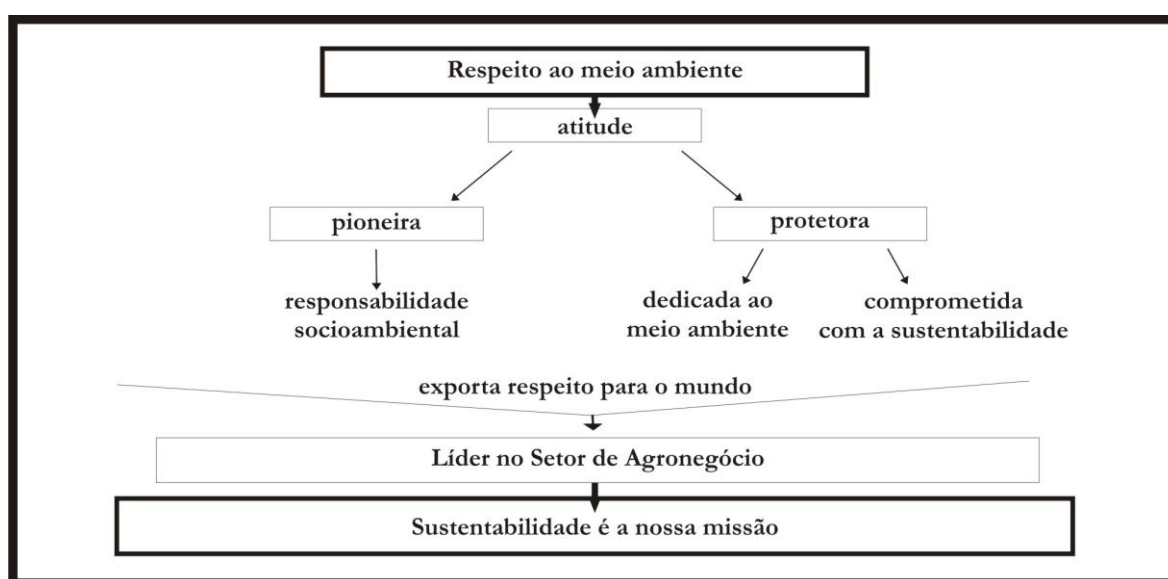 Respeito ao meio ambiente
atitude
pioneira
protetora
responsabilidade
socioambiental
dedicada ao
meio ambiente
comprometida
com a sustentabilidade
exporta respeito para o mundo
Líder no Setor de Agronegócio
Sustentabilidade é a nossa missão